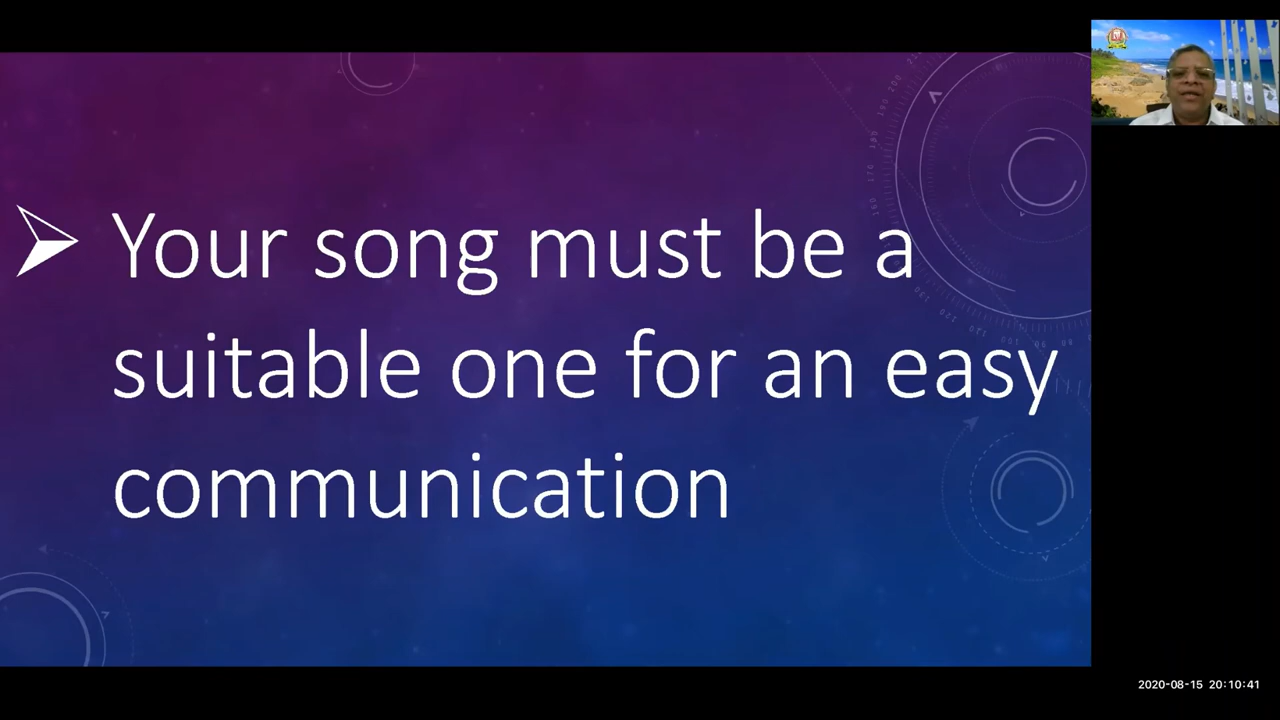 Your song must be a
suitable one for an easy
communication
2020-08-15 20:10:41